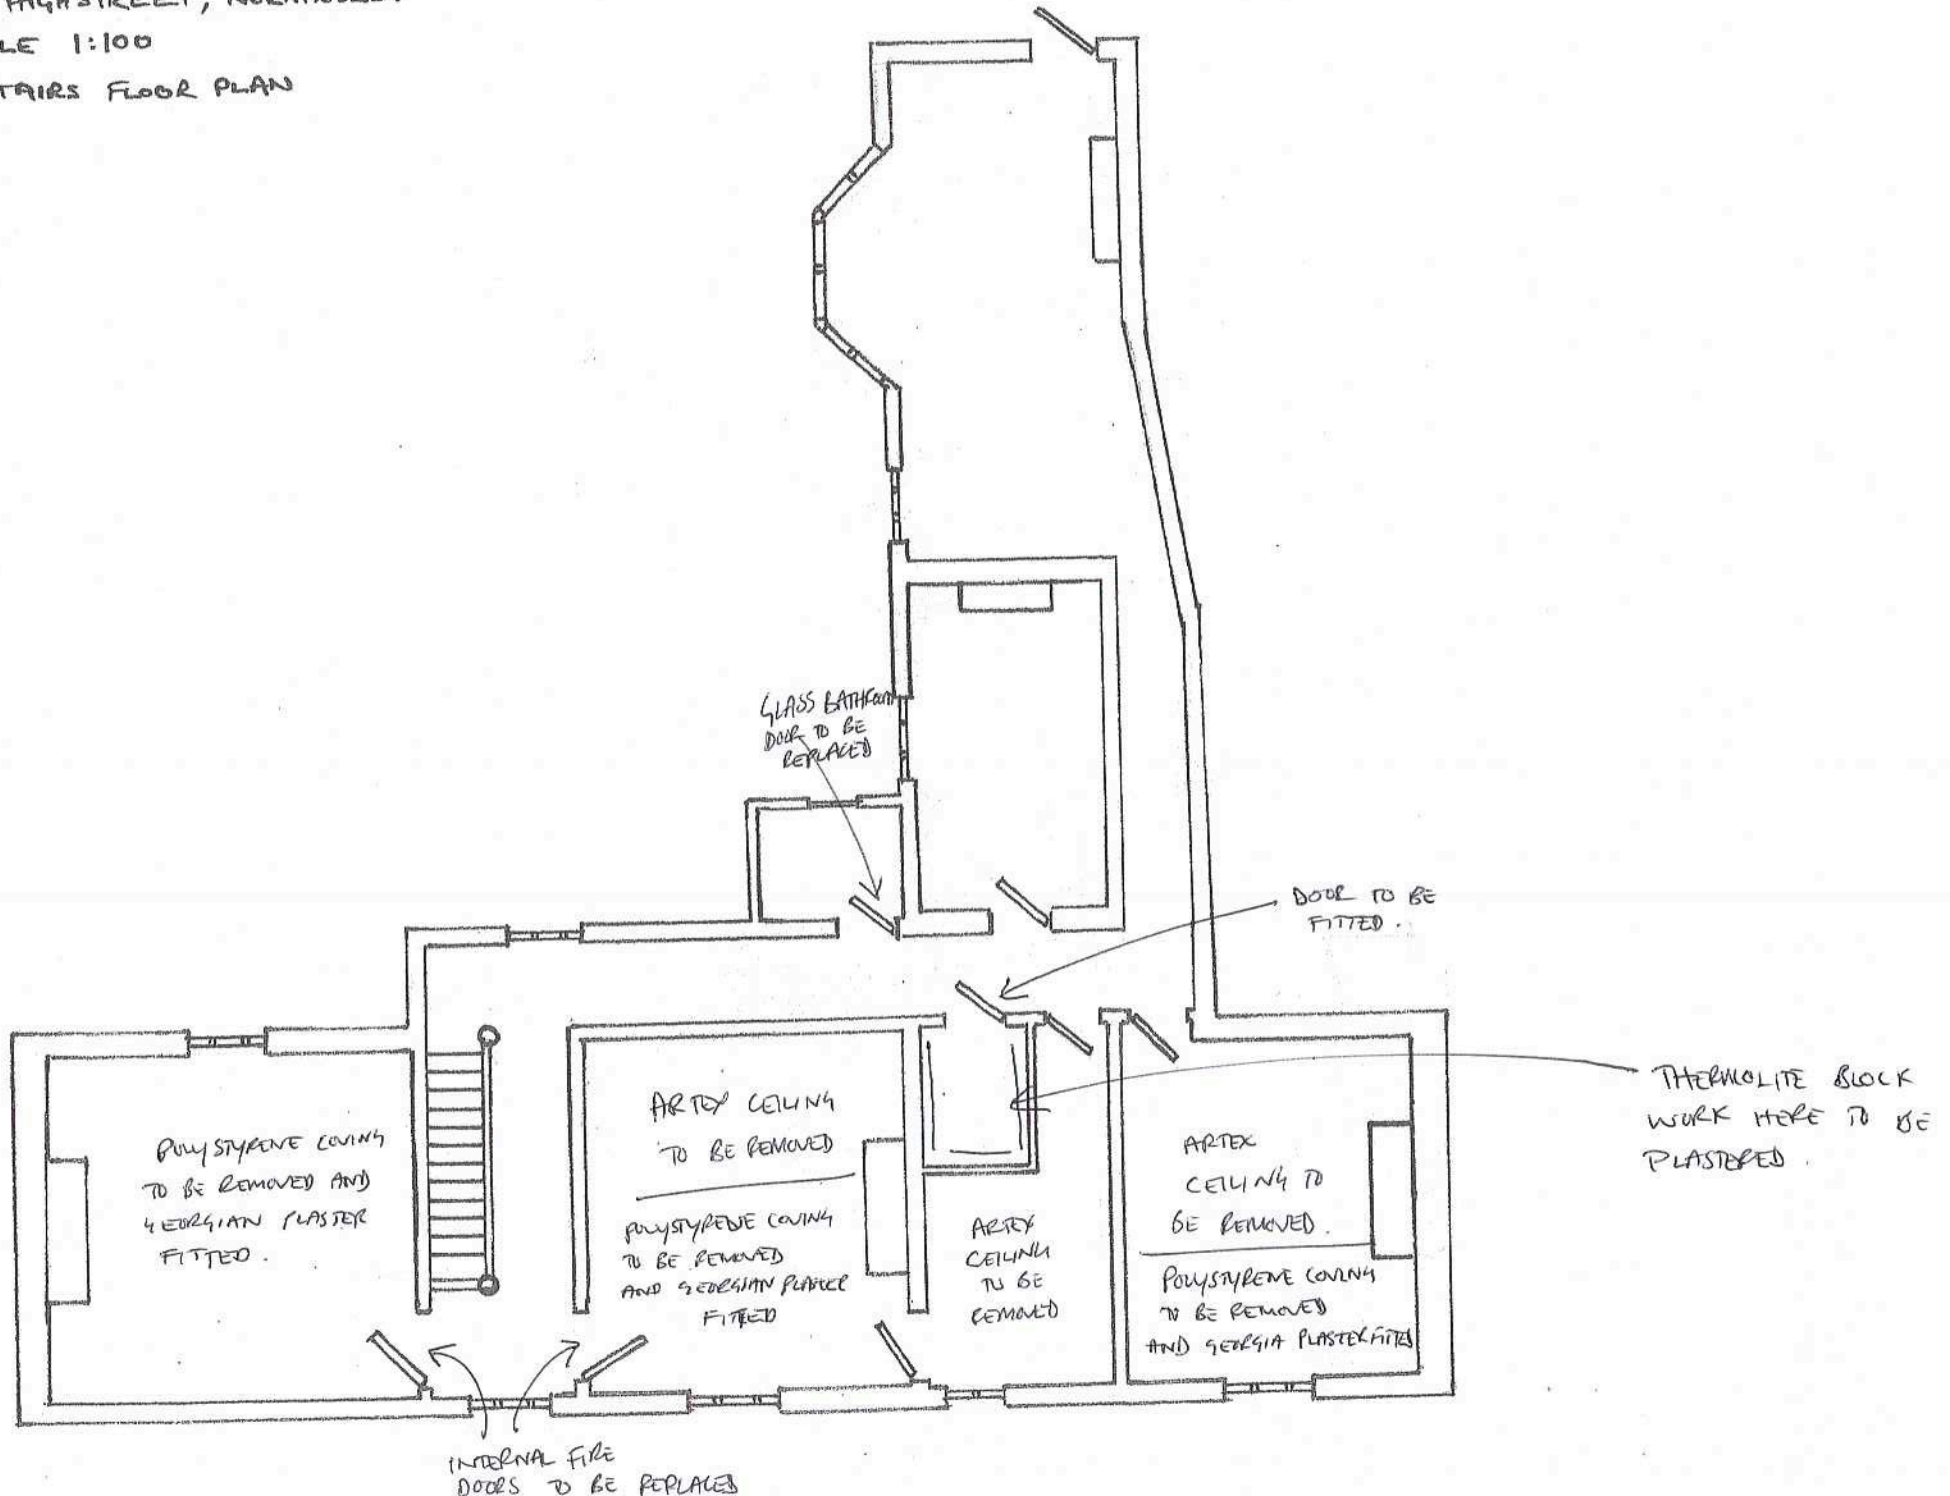 HIGH STREET,
LE 1:100
TAIRS FLOOR PLAN
GLASS BATHROOM
DOOR TO BE
REPLACED
DOOR TO BE
FITTED.
THERMOLITE BLOCK
WORK HERE TO BE
PLASTERED.
POLYSTYRENE COVING
TO BE REMOVED AND
GEORGIAN PLASTER
FITTED.
ARTEX CEILING
TO BE REMOVED
POLYSTYRENE COVING
TO BE REMOVED
AND GEORGIAN PLASTER
FITTED
ARTEX
CEILING
TO BE
REMOVED
ARTEX
CEILING TO
BE REMOVED.
POLYSTYRENE COVING
TO BE REMOVED
AND GEORGIA PLASTER FITTED
INTERNAL FIRE
DOORS TO BE REPLACED